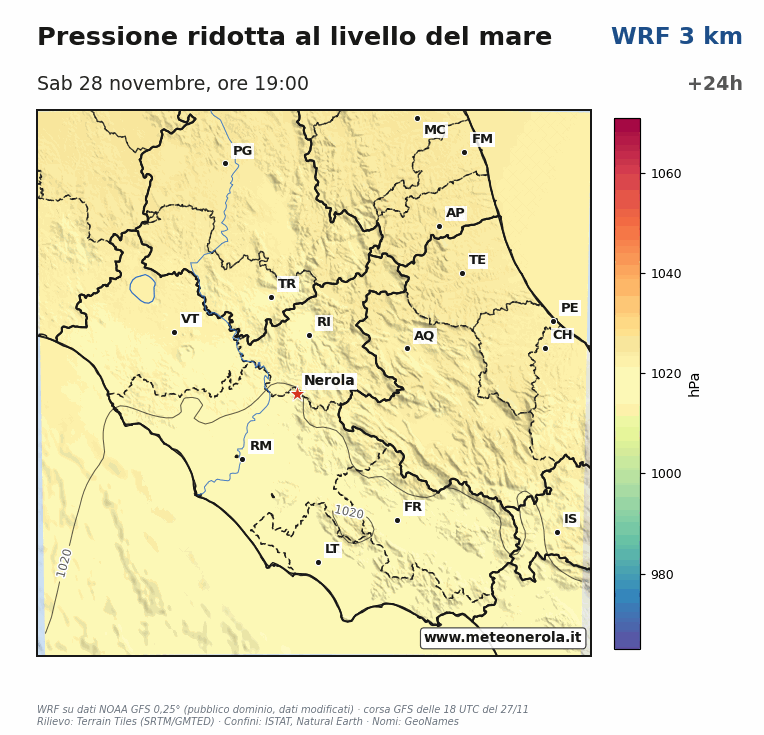 Pressione ridotta al livello del mare
WRF 3 km
Sab 28 novembre, ore 19:00
+24h
MC
FM
PG
AP
TE
TR
PE
VT
RI
AQ
CH
Nerola
RM
1020
FR
IS
1020
LT
www.meteonerola.it
1060
1040
1020
1000
980
hPa
WRF su dati NOAA GFS 0,25° (pubblico dominio, dati modificati) · corsa GFS delle 18 UTC del 27/11
Rilievo: Terrain Tiles (SRTM/GMTED) · Confini: ISTAT, Natural Earth · Nomi: GeoNames